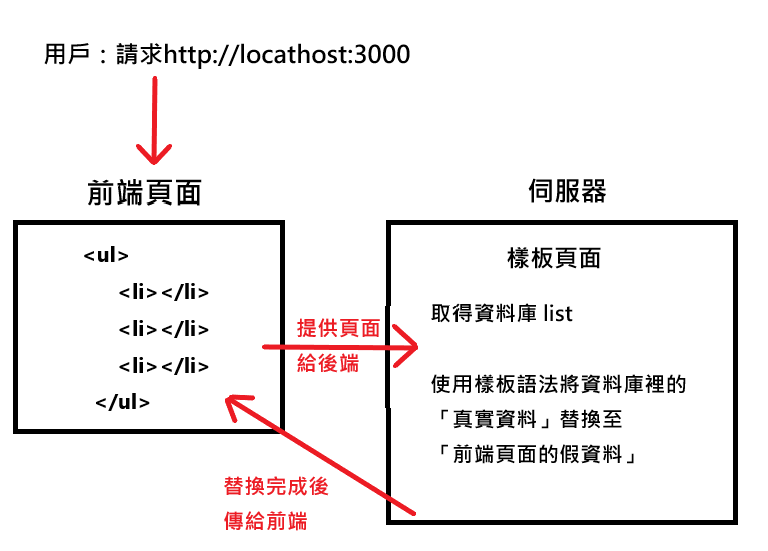 用戶：請求http://locathost:3000
前端頁面
<ul>
<li></li>
<li></li>
<li></li>
</ul>
提供頁面
給後端
伺服器
樣板頁面
取得資料庫 list
使用樣板語法將資料庫裡的
「真實資料」替換至
「前端頁面的假資料」
替換完成後
傳給前端